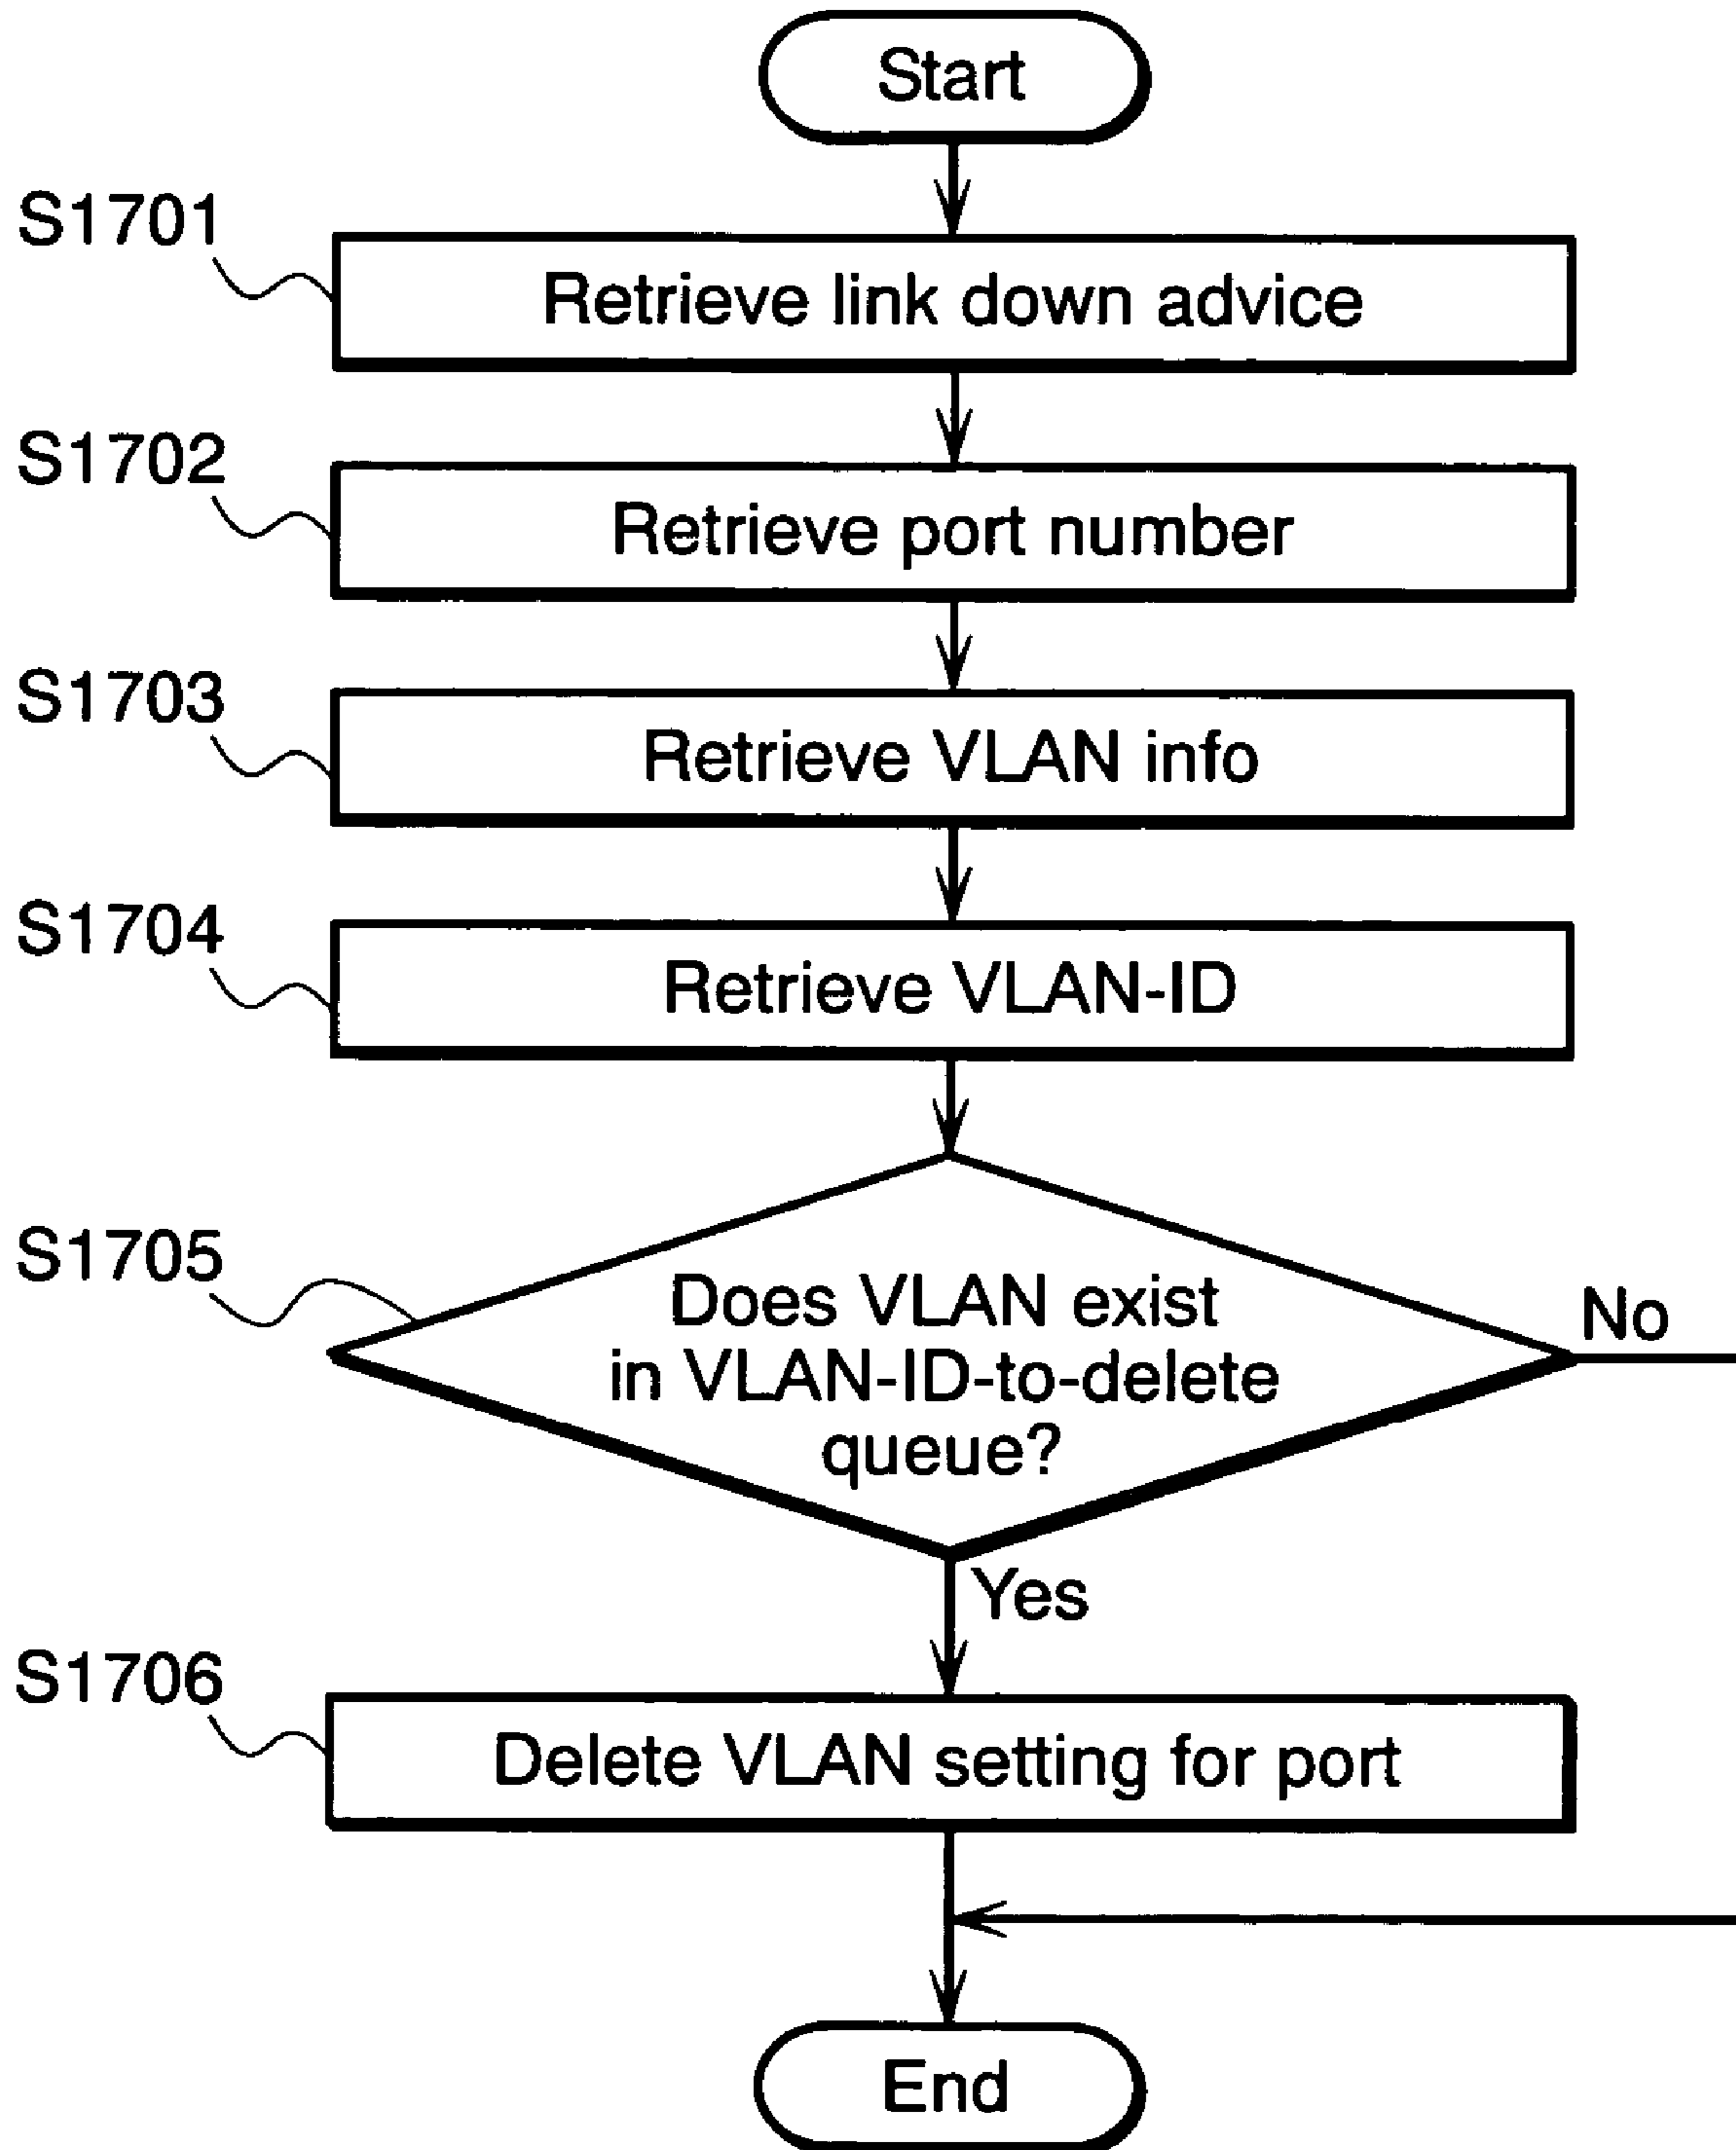 Start
S1701
Retrieve link down advice
S1702
Retrieve port number
S1703
Retrieve VLAN info
S1704
Retrieve VLAN-ID
S1705
Does VLAN exist
in VLAN-ID-to-delete
queue?
No
Yes
S1706
Delete VLAN setting for port
End